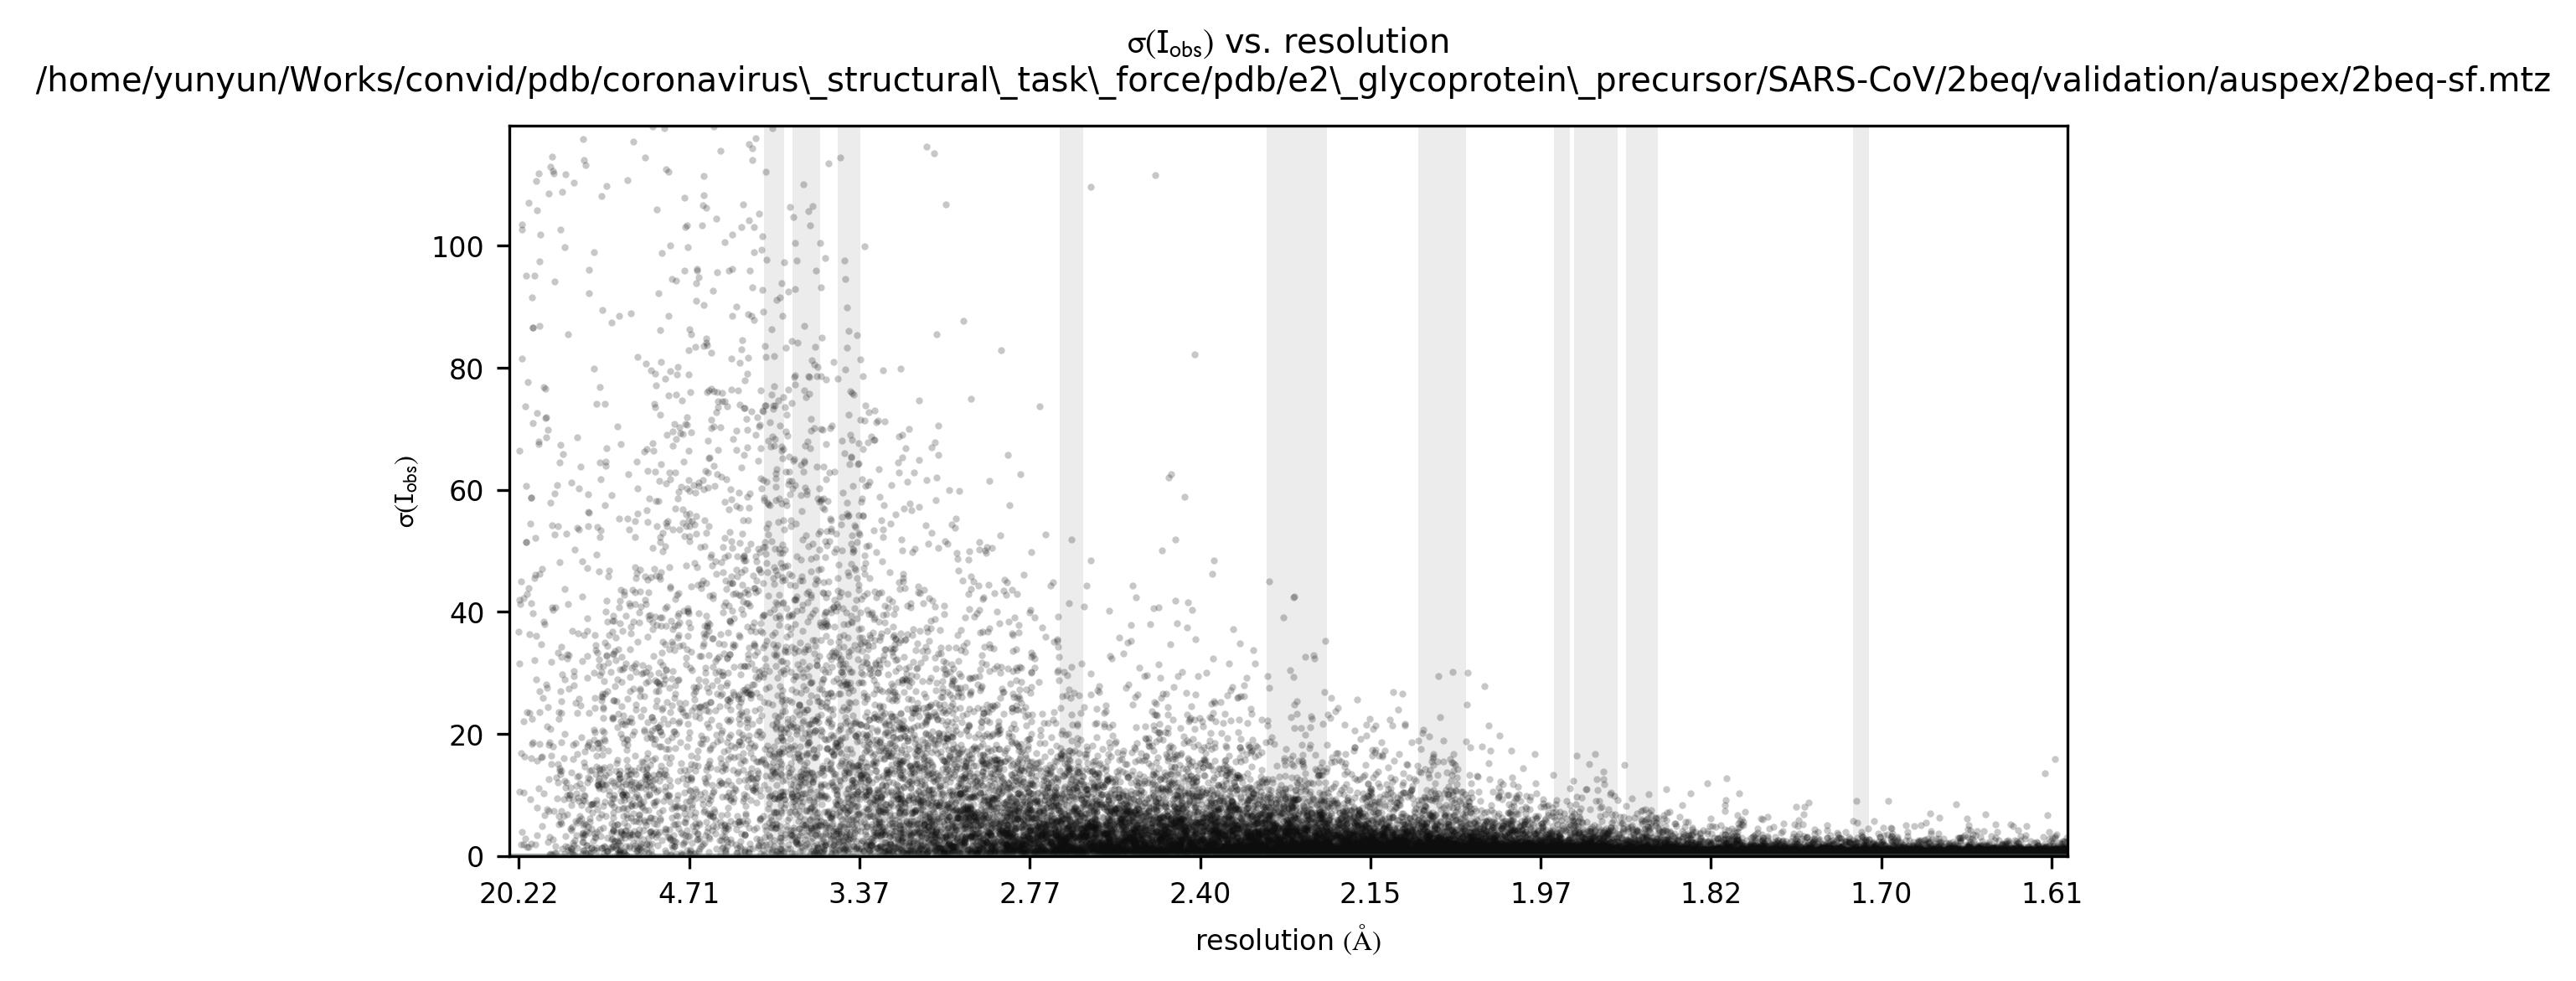 σ(I_obs) vs. resolution
/home/yunyun/Works/convid/pdb/coronavirus\_structural\_task\_force/pdb/e2\_glycoprotein\_precursor/SARS-CoV/2beq/validation/auspex/2beq-sf.mtz
100
80
60
40
20
0
σ(I_obs)
20.22 4.71 3.37 2.77 2.40 2.15 1.97 1.82 1.70 1.61
resolution (Å)